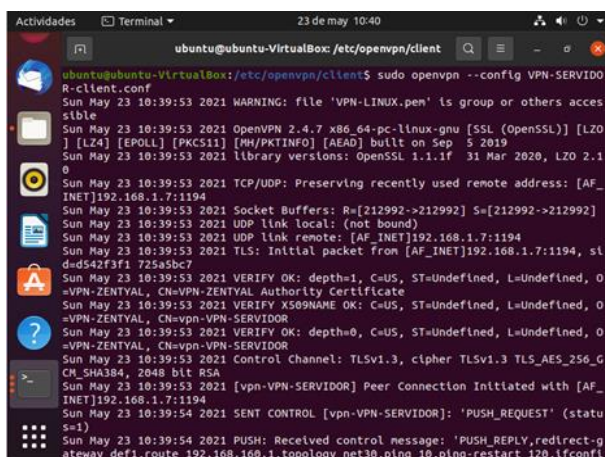 Actividades Terminal 23 de may 10:40
ubuntu@ubuntu-VirtualBox: /etc/openvpn/client
ubuntu@ubuntu-VirtualBox:/etc/openvpn/client$ sudo openvpn --config VPN-SERVIDO
R-client.conf
Sun May 23 10:39:53 2021 WARNING: file 'VPN-LINUX.pem' is group or others acces
sible
Sun May 23 10:39:53 2021 OpenVPN 2.4.7 x86_64-pc-linux-gnu [SSL (OpenSSL)] [LZO
] [LZ4] [EPOLL] [PKCS11] [MH/PKTINFO] [AEAD] built on Sep  5 2019
Sun May 23 10:39:53 2021 library versions: OpenSSL 1.1.1f  31 Mar 2020, LZO 2.1
0
Sun May 23 10:39:53 2021 TCP/UDP: Preserving recently used remote address: [AF_
INET]192.168.1.7:1194
Sun May 23 10:39:53 2021 Socket Buffers: R=[212992->212992] S=[212992->212992]
Sun May 23 10:39:53 2021 UDP link local: (not bound)
Sun May 23 10:39:53 2021 UDP link remote: [AF_INET]192.168.1.7:1194
Sun May 23 10:39:53 2021 TLS: Initial packet from [AF_INET]192.168.1.7:1194, si
d=d542f3f1 725a5bc7
Sun May 23 10:39:53 2021 VERIFY OK: depth=1, C=US, ST=Undefined, L=Undefined, O
=VPN-ZENTYAL, CN=VPN-ZENTYAL Authority Certificate
Sun May 23 10:39:53 2021 VERIFY X509NAME OK: C=US, ST=Undefined, L=Undefined, O
=VPN-ZENTYAL, CN=vpn-VPN-SERVIDOR
Sun May 23 10:39:53 2021 VERIFY OK: depth=0, C=US, ST=Undefined, L=Undefined, O
=VPN-ZENTYAL, CN=vpn-VPN-SERVIDOR
Sun May 23 10:39:53 2021 Control Channel: TLSv1.3, cipher TLSv1.3 TLS_AES_256_G
CM_SHA384, 2048 bit RSA
Sun May 23 10:39:53 2021 [vpn-VPN-SERVIDOR] Peer Connection Initiated with [AF_
INET]192.168.1.7:1194
Sun May 23 10:39:54 2021 SENT CONTROL [vpn-VPN-SERVIDOR]: 'PUSH_REQUEST' (statu
s=1)
Sun May 23 10:39:54 2021 PUSH: Received control message: 'PUSH_REPLY,redirect-g
ateway def1,route 192.168.160.1,topology net30,ping 10,ping-restart 120,ifconfi